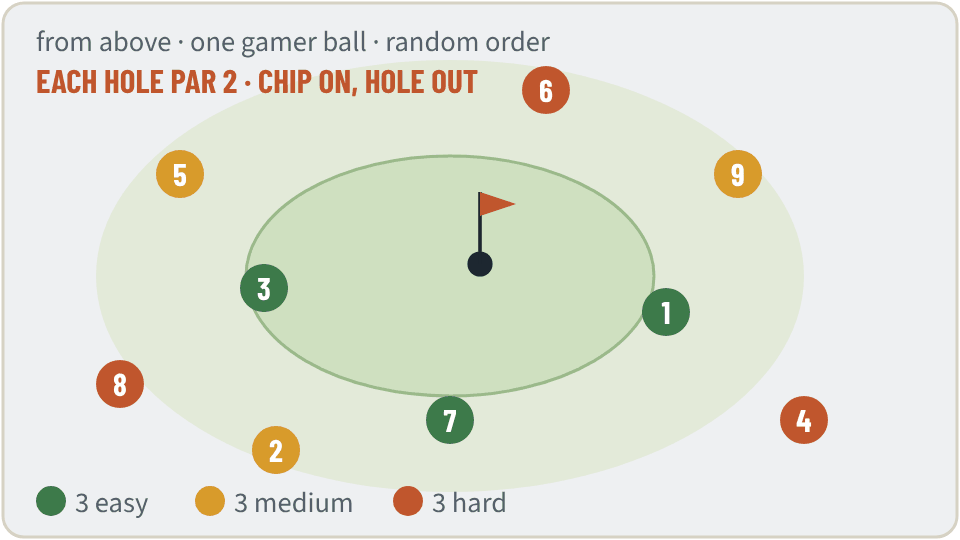 from above · one gamer ball · random order
EACH HOLE PAR 2 · CHIP ON, HOLE OUT
6
5
9
3
1
8
7
4
2
3 easy
3 medium
3 hard